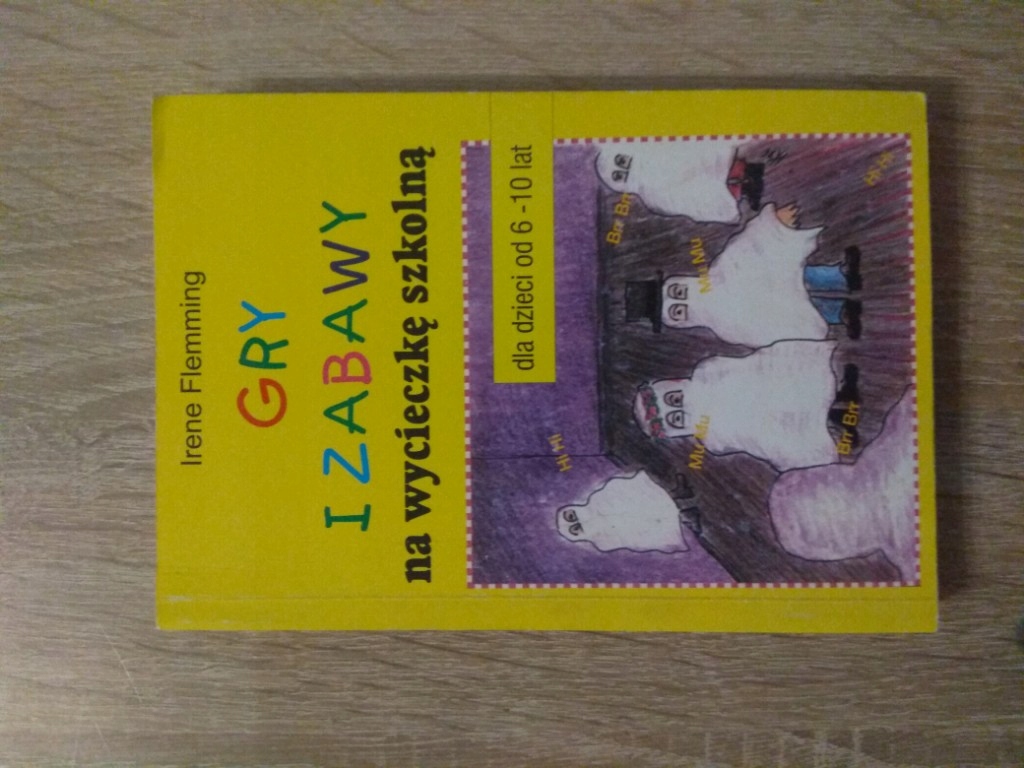 Irene Flemming
GRY
I ZABAWY
na wycieczkę szkolną
dla dzieci od 6 -10 lat
Hi Hi
Mu Mu
Brr Brr
Mu Mu
Brr Brr
Hi Hi